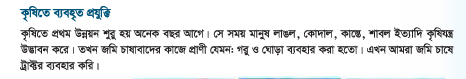 কৃষিতে ব্যবহৃত প্রযুক্তি
কৃষিতে প্রথম উন্নয়ন শুরু হয় অনেক বছর আগে। সে সময় মানুষ লাঙল, কোদাল, কাস্তে, শাবল ইত্যাদি কৃষিযন্ত্র
উদ্ভাবন করে। তখন জমি চাষাবাদের কাজে প্রাণী যেমন: গরু ও ঘোড়া ব্যবহার করা হতো। এখন আমরা জমি চাষে
ট্রাক্টর ব্যবহার করি।